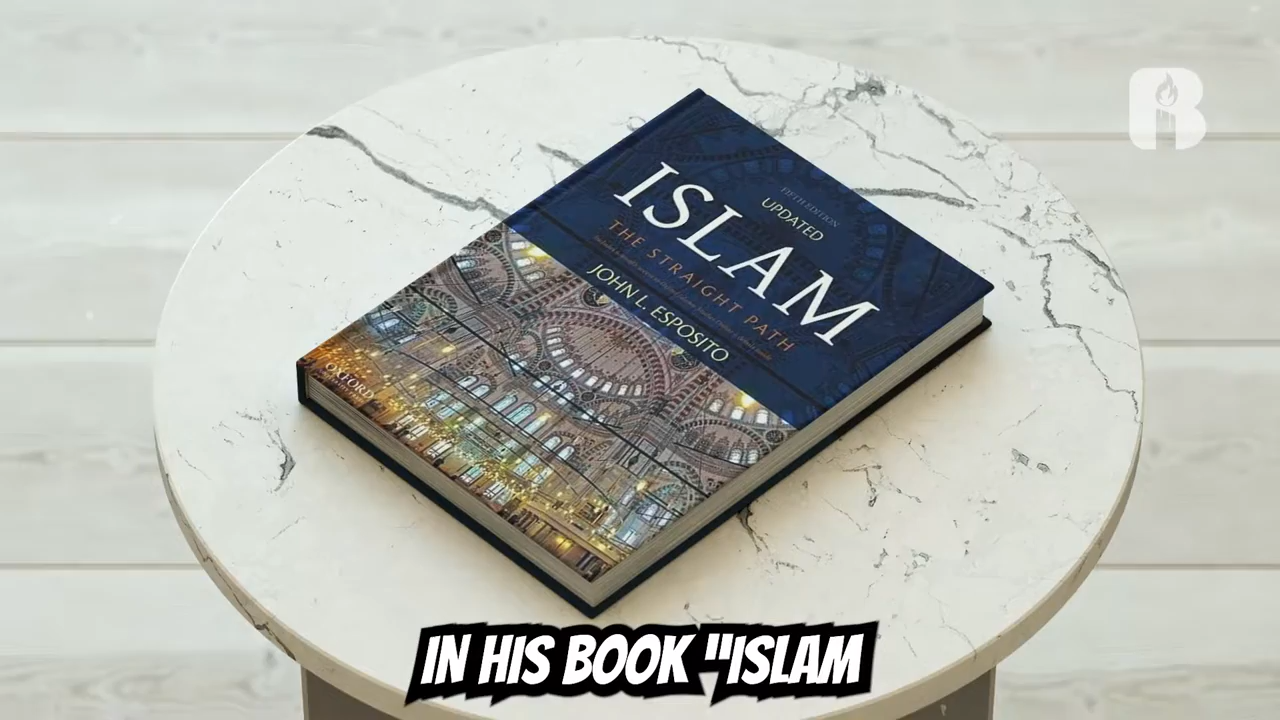 FIFTH EDITION
UPDATED
ISLAM
THE STRAIGHT PATH
JOHN L. ESPOSITO
OXFORD
IN HIS BOOK "ISLAM